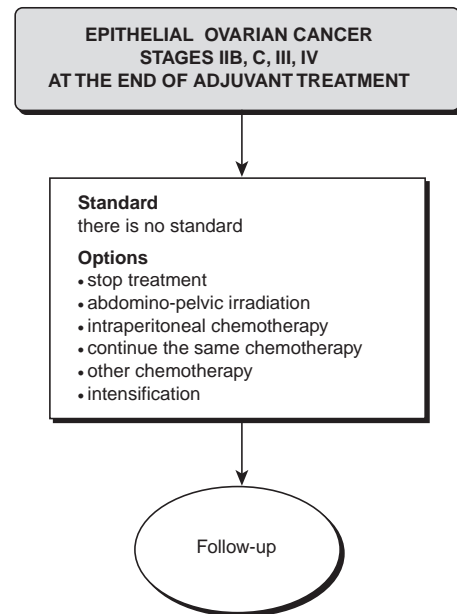 EPITHELIAL OVARIAN CANCER
STAGES IIB, C, III, IV
AT THE END OF ADJUVANT TREATMENT
Standard
there is no standard
Options
• stop treatment
• abdomino-pelvic irradiation
• intraperitoneal chemotherapy
• continue the same chemotherapy
• other chemotherapy
• intensification
Follow-up